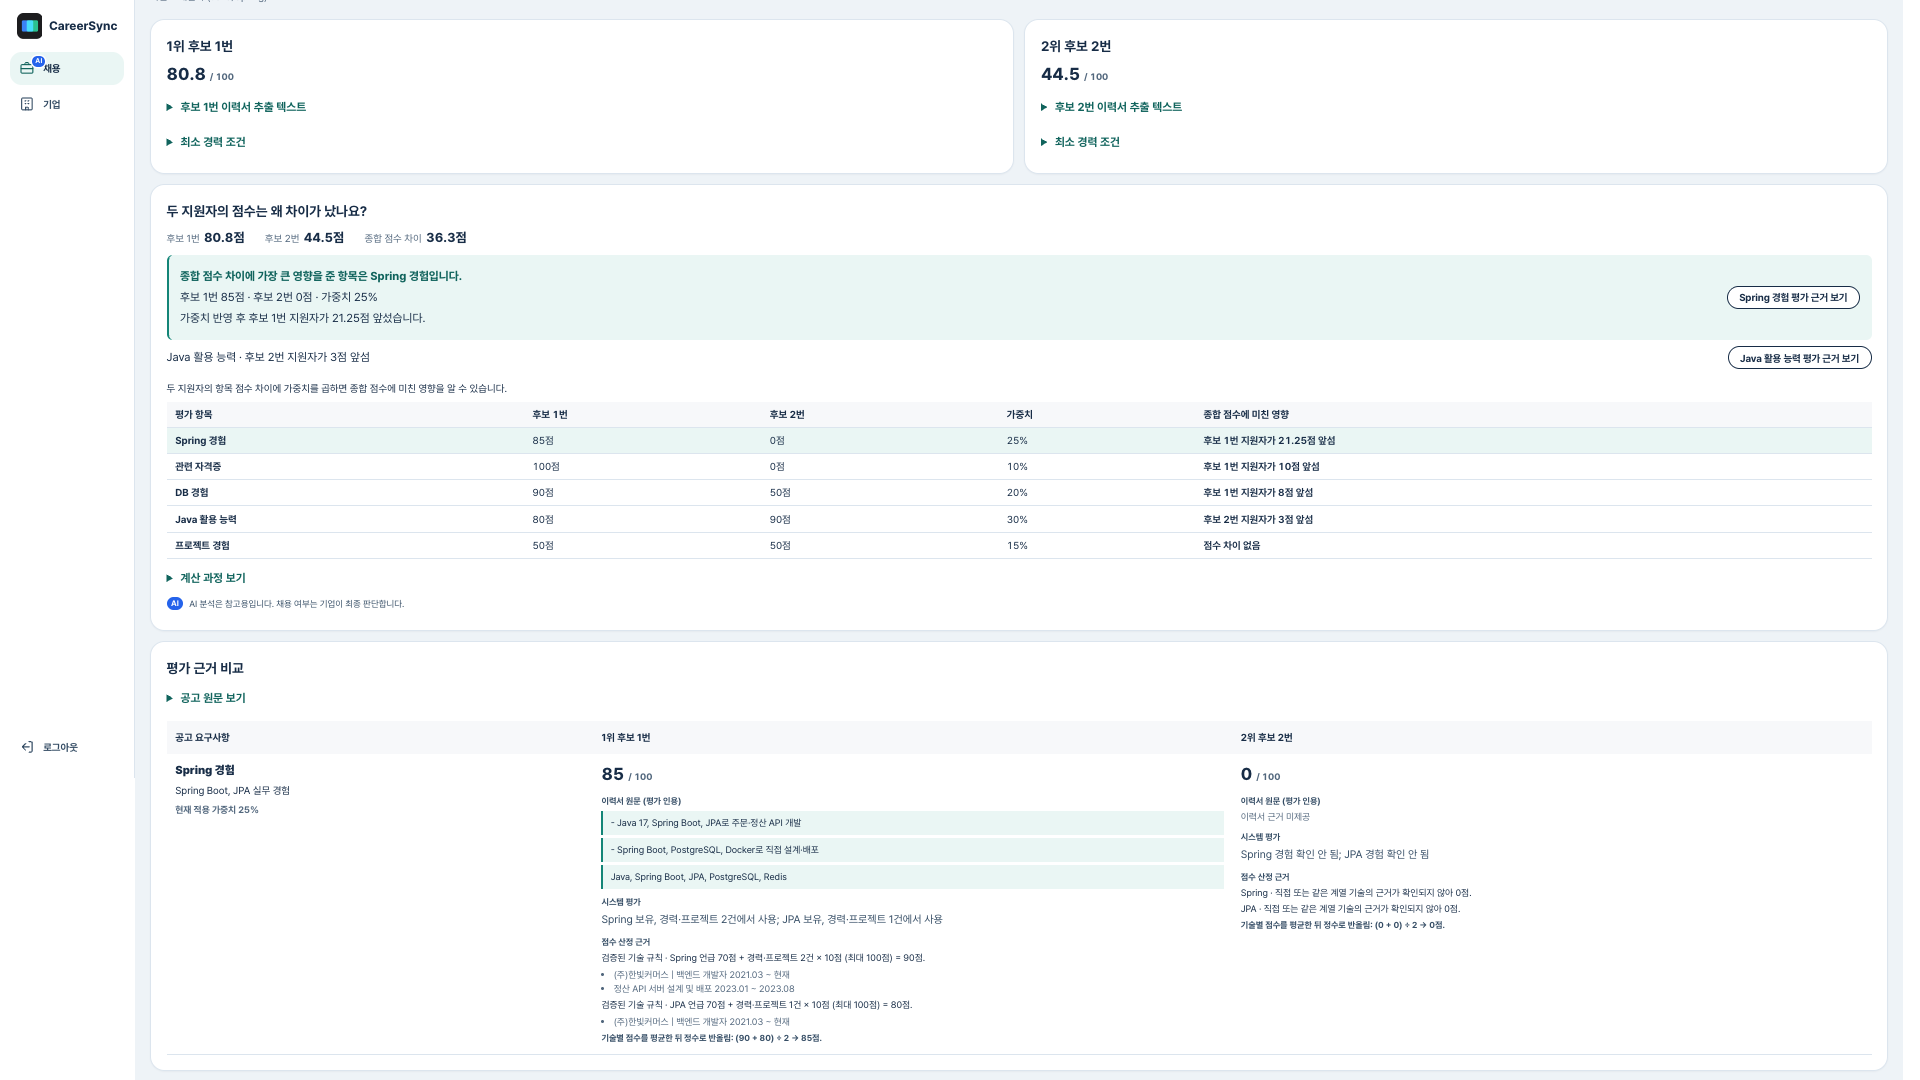 CareerSync
AI
채용
기업
로그아웃
1위 후보 1번
80.8 / 100
▶ 후보 1번 이력서 추출 텍스트
▶ 최소 경력 조건
2위 후보 2번
44.5 / 100
▶ 후보 2번 이력서 추출 텍스트
▶ 최소 경력 조건
두 지원자의 점수는 왜 차이가 났나요?
후보 1번 80.8점 후보 2번 44.5점 종합 점수 차이 36.3점
종합 점수 차이에 가장 큰 영향을 준 항목은 Spring 경험입니다.
후보 1번 85점 · 후보 2번 0점 · 가중치 25%
가중치 반영 후 후보 1번 지원자가 21.25점 앞섰습니다.
Spring 경험 평가 근거 보기
Java 활용 능력 · 후보 2번 지원자가 3점 앞섬
Java 활용 능력 평가 근거 보기
두 지원자의 항목 점수 차이에 가중치를 곱하면 종합 점수에 미친 영향을 알 수 있습니다.
평가 항목 후보 1번 후보 2번 가중치 종합 점수에 미친 영향
Spring 경험 85점 0점 25% 후보 1번 지원자가 21.25점 앞섬
관련 자격증 100점 0점 10% 후보 1번 지원자가 10점 앞섬
DB 경험 90점 50점 20% 후보 1번 지원자가 8점 앞섬
Java 활용 능력 80점 90점 30% 후보 2번 지원자가 3점 앞섬
프로젝트 경험 50점 50점 15% 점수 차이 없음
▶ 계산 과정 보기
AI AI 분석은 참고용입니다. 채용 여부는 기업이 최종 판단합니다.
평가 근거 비교
▶ 공고 원문 보기
공고 요구사항 1위 후보 1번 2위 후보 2번
Spring 경험
Spring Boot, JPA 실무 경험
현재 적용 가중치 25%
85 / 100
이력서 원문 (평가 인용)
- Java 17, Spring Boot, JPA로 주문·정산 API 개발
- Spring Boot, PostgreSQL, Docker로 직접 설계·배포
Java, Spring Boot, JPA, PostgreSQL, Redis
시스템 평가
Spring 보유, 경력·프로젝트 2건에서 사용; JPA 보유, 경력·프로젝트 1건에서 사용
점수 산정 근거
검증된 기술 규칙 · Spring 언급 70점 + 경력·프로젝트 2건 × 10점 (최대 100점) = 90점.
• (주)한빛커머스 | 백엔드 개발자 2021.03 ~ 현재
• 정산 API 서버 설계 및 배포 2023.01 ~ 2023.08
검증된 기술 규칙 · JPA 언급 70점 + 경력·프로젝트 1건 × 10점 (최대 100점) = 80점.
• (주)한빛커머스 | 백엔드 개발자 2021.03 ~ 현재
기술별 점수를 평균한 뒤 정수로 반올림: (90 + 80) ÷ 2 → 85점.
0 / 100
이력서 원문 (평가 인용)
이력서 근거 미제공
시스템 평가
Spring 경험 확인 안 됨; JPA 경험 확인 안 됨
점수 산정 근거
Spring · 직접 또는 같은 계열 기술의 근거가 확인되지 않아 0점.
JPA · 직접 또는 같은 계열 기술의 근거가 확인되지 않아 0점.
기술별 점수를 평균한 뒤 정수로 반올림: (0 + 0) ÷ 2 → 0점.